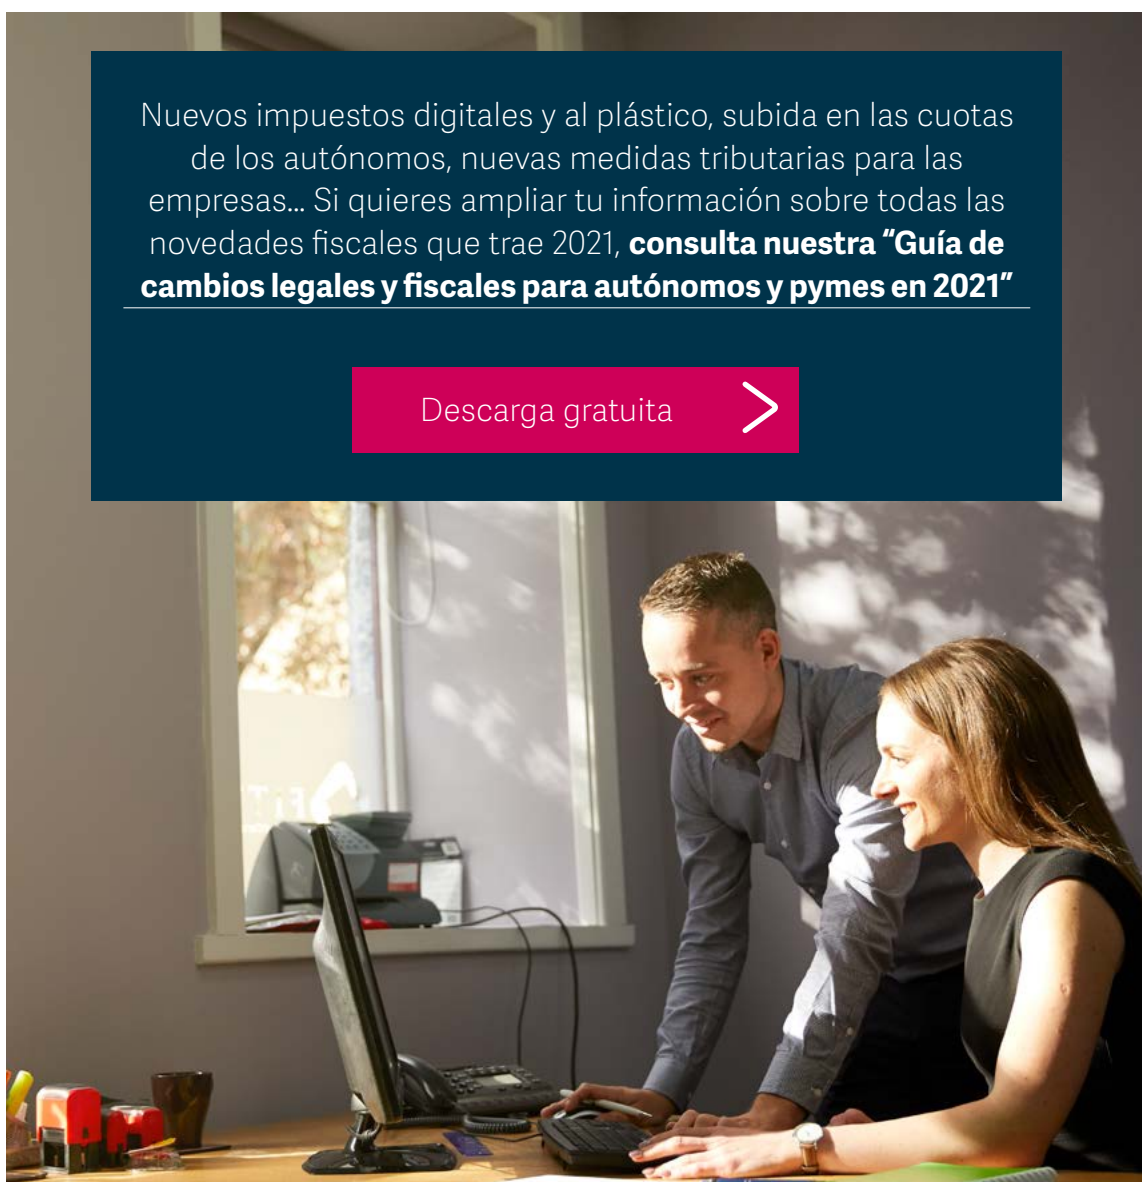 Nuevos impuestos digitales y al plástico, subida en las cuotas
de los autónomos, nuevas medidas tributarias para las
empresas... Si quieres ampliar tu información sobre todas las
novedades fiscales que trae 2021, consulta nuestra “Guía de
cambios legales y fiscales para autónomos y pymes en 2021”
Descarga gratuita